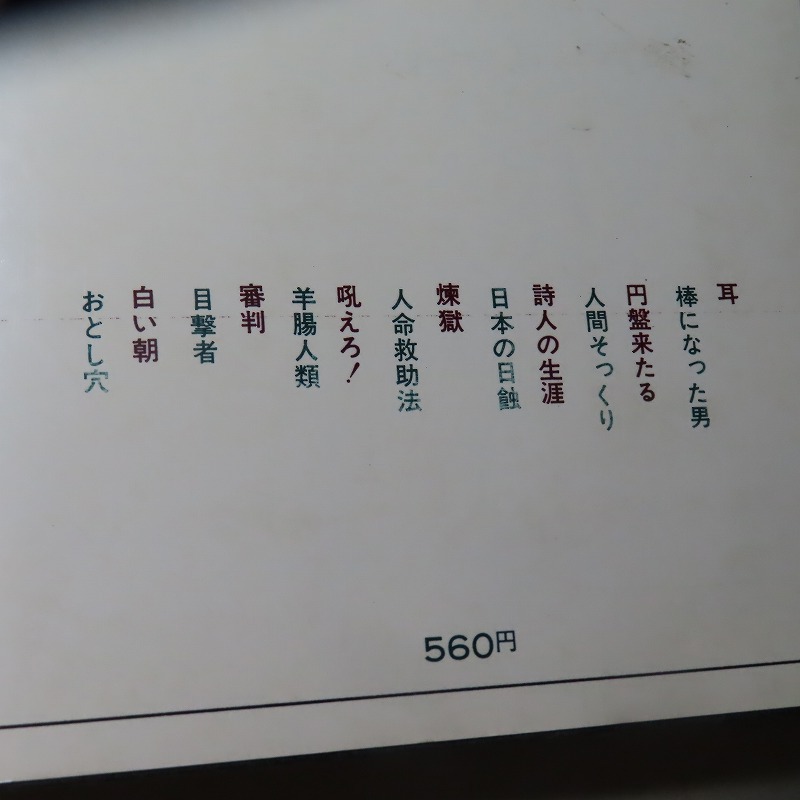 耳
棒になった男
円盤来たる
人間そっくり
詩人の生涯
日本の日蝕
煉獄
人命救助法
吼えろ！
羊腸人類
審判
目撃者
白い朝
おとし穴
560円